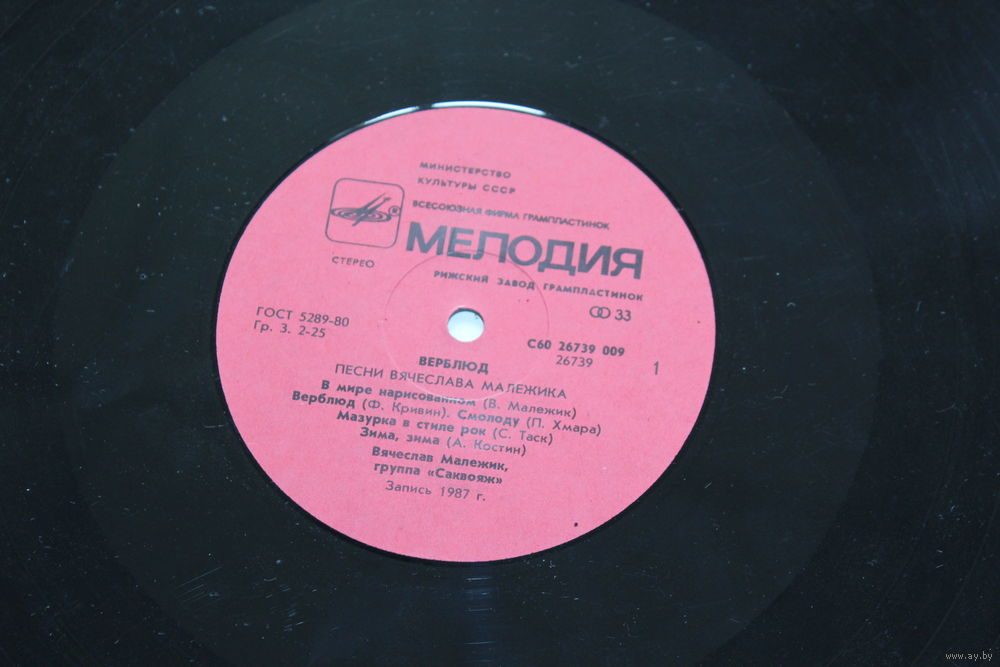 МИНИСТЕРСТВО
КУЛЬТУРЫ СССР
ВСЕСОЮЗНАЯ ФИРМА ГРАМПЛАСТИНОК
®
МЕЛОДИЯ
СТЕРЕО
РИЖСКИЙ ЗАВОД ГРАМПЛАСТИНОК
33
ГОСТ 5289-80
Гр. 3. 2-25
С60 26739 009
26739
1
ВЕРБЛЮД
ПЕСНИ ВЯЧЕСЛАВА МАЛЕЖИКА
В мире нарисованном (В. Малежик)
Верблюд (Ф. Кривин). Смолоду (П. Хмара)
Мазурка в стиле рок (С. Таск)
Зима, зима (А. Костин)
Вячеслав Малежик,
группа «Саквояж»
Запись 1987 г.
www.ay.by